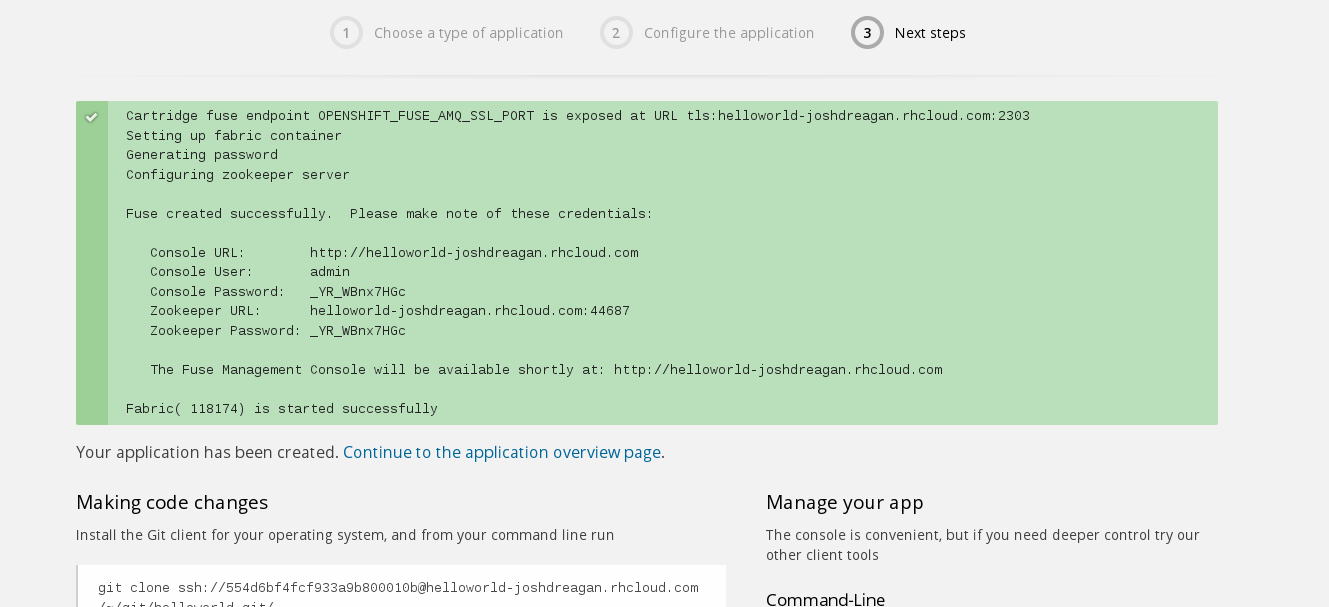 1 Choose a type of application 2 Configure the application 3 Next steps
Cartridge fuse endpoint OPENSHIFT_FUSE_AMQ_SSL_PORT is exposed at URL tls:helloworld-joshdreagan.rhcloud.com:2303
Setting up fabric container
Generating password
Configuring zookeeper server
Fuse created successfully.  Please make note of these credentials:
Console URL: http://helloworld-joshdreagan.rhcloud.com
Console User: admin
Console Password: _YR_WBnx7HGc
Zookeeper URL: helloworld-joshdreagan.rhcloud.com:44687
Zookeeper Password: _YR_WBnx7HGc
The Fuse Management Console will be available shortly at: http://helloworld-joshdreagan.rhcloud.com
Fabric( 118174) is started successfully
Your application has been created. Continue to the application overview page.
Making code changes
Install the Git client for your operating system, and from your command line run
git clone ssh://554d6bf4fcf933a9b800010b@helloworld-joshdreagan.rhcloud.com
/~/git/helloworld.git/
Manage your app
The console is convenient, but if you need deeper control try our
other client tools
Command-Line